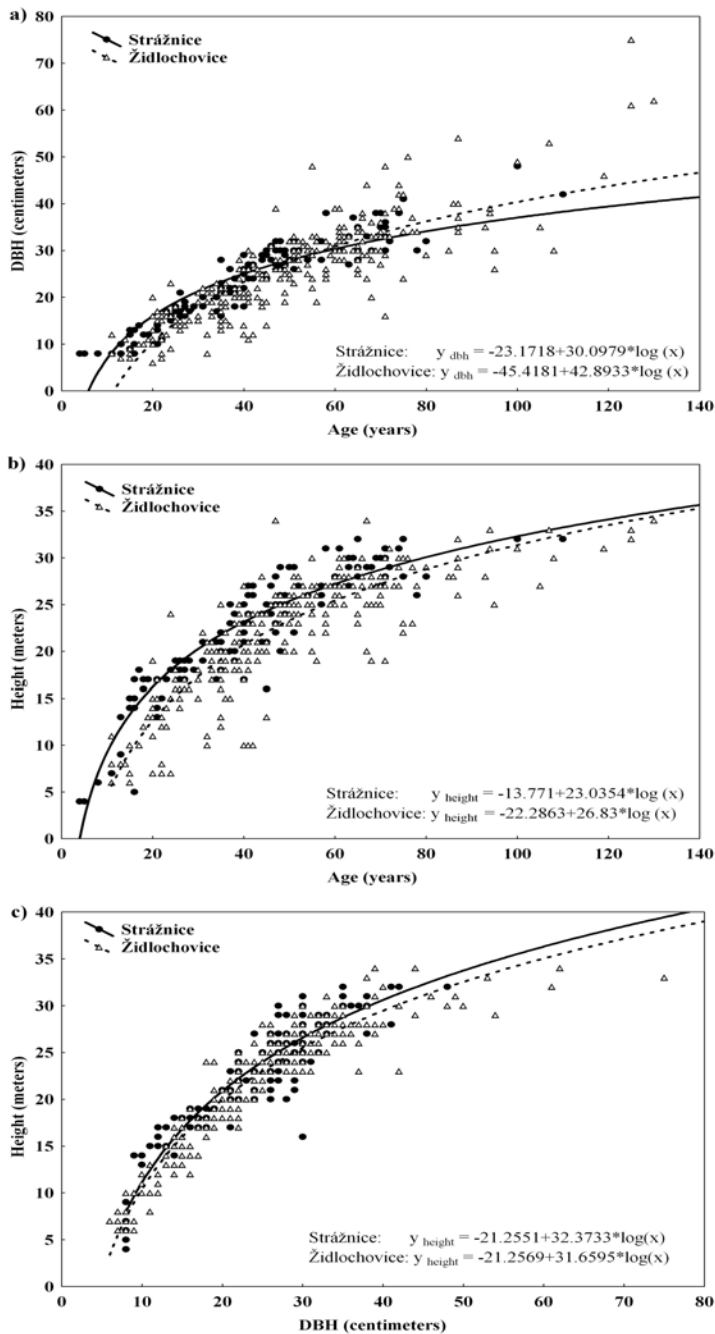 a)
80
70
60
50
40
30
20
10
0
DBH (centimeters)
Strážnice
Židlochovice
Strážnice: y dbh = -23.1718+30.0979*log (x)
Židlochovice: y dbh = -45.4181+42.8933*log (x)
0 20 40 60 80 100 120 140
Age (years)
b)
40
35
30
25
20
15
10
5
0
Height (meters)
Strážnice
Židlochovice
Strážnice: y height = -13.771+23.0354*log (x)
Židlochovice: y height = -22.2863+26.83*log (x)
0 20 40 60 80 100 120 140
Age (years)
c)
40
35
30
25
20
15
10
5
0
Height (meters)
Strážnice
Židlochovice
Strážnice: y height = -21.2551+32.3733*log(x)
Židlochovice: y height = -21.2569+31.6595*log(x)
0 10 20 30 40 50 60 70 80
DBH (centimeters)